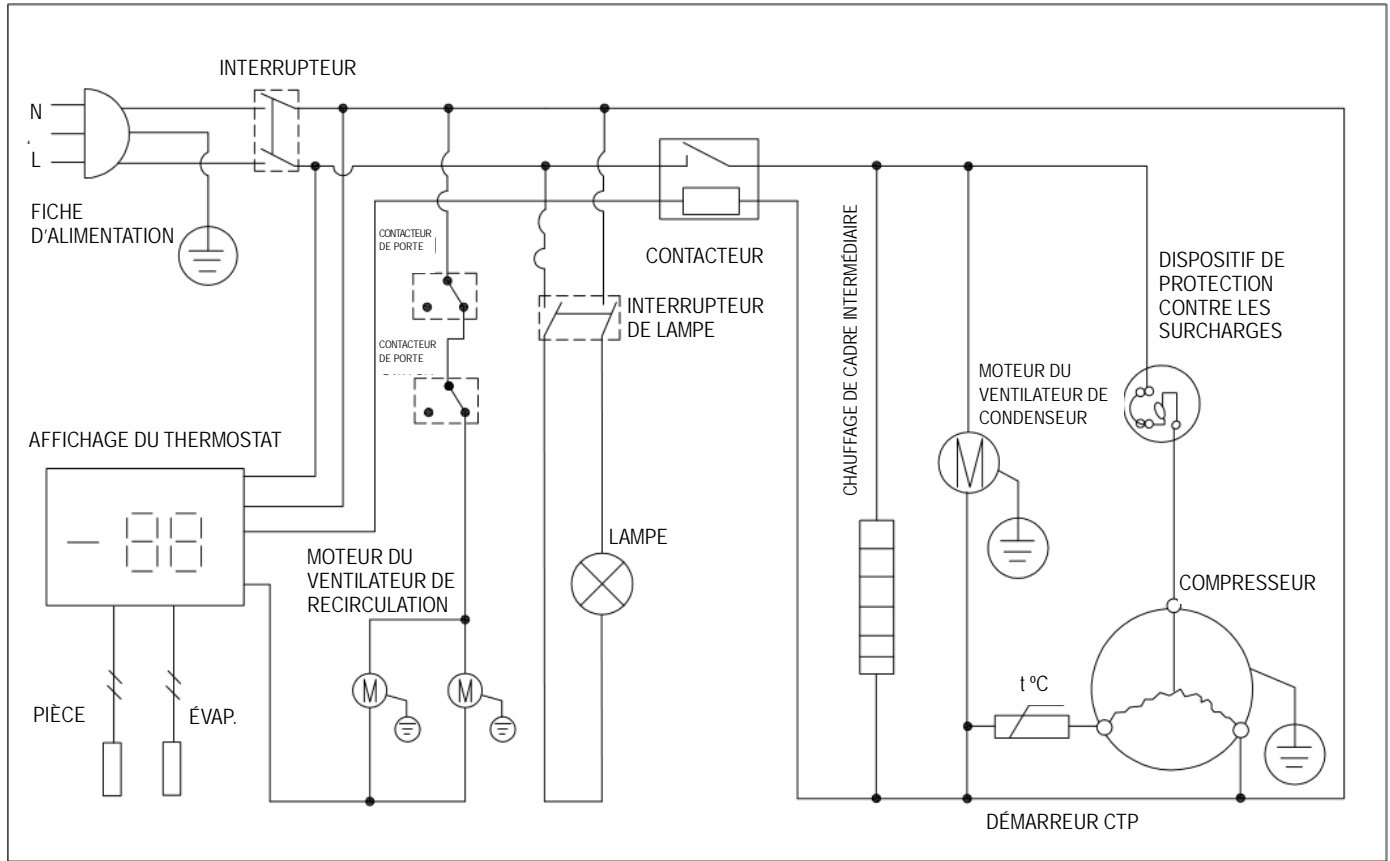 INTERRUPTEUR
N
L
FICHE
D'ALIMENTATION
CONTACTEUR
DE PORTE
CONTACTEUR
DE PORTE
CONTACTEUR
INTERRUPTEUR
DE LAMPE
CHAUFFAGE DE CADRE INTERMÉDIAIRE
DISPOSITIF DE
PROTECTION
CONTRE LES
SURCHARGES
MOTEUR DU
VENTILATEUR DE
CONDENSEUR
AFFICHAGE DU THERMOSTAT
MOTEUR DU
VENTILATEUR DE
RECIRCULATION
LAMPE
M
COMPRESSEUR
PIÈCE
ÉVAP.
M
M
t ºC
DÉMARREUR CTP